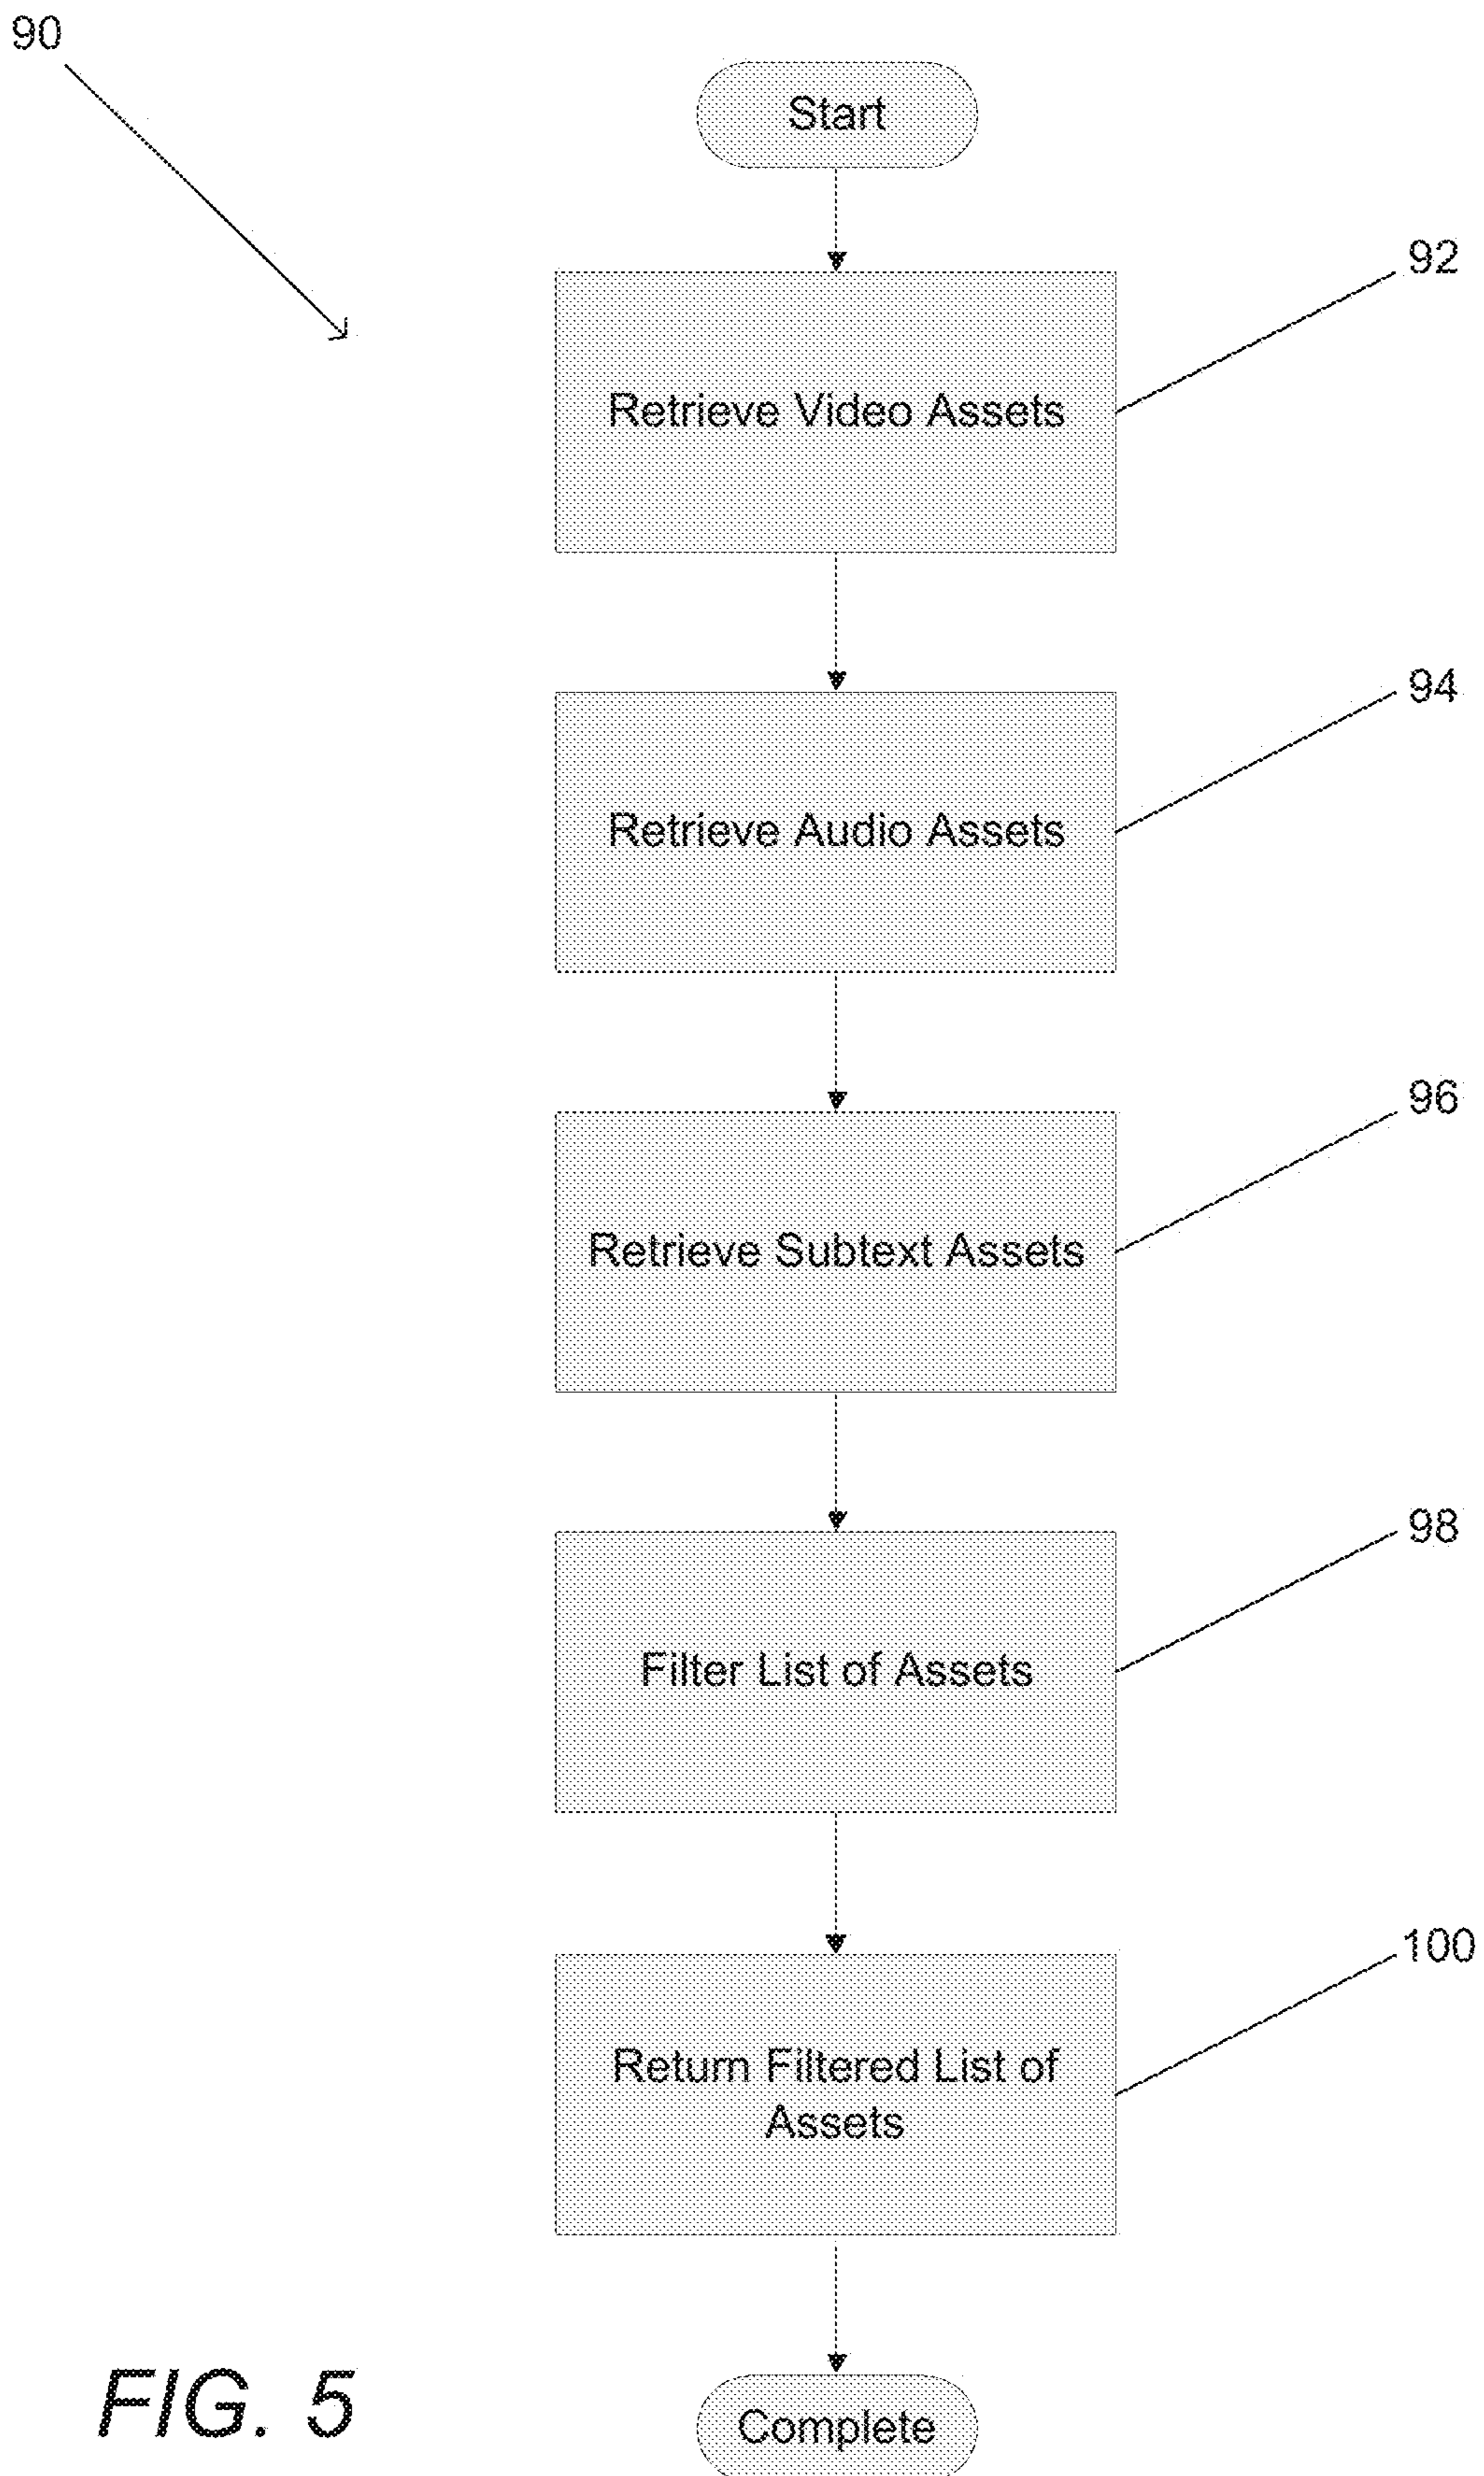 90
Start
92
Retrieve Video Assets
94
Retrieve Audio Assets
96
Retrieve Subtext Assets
98
Filter List of Assets
100
Return Filtered List of
Assets
FIG. 5
Complete